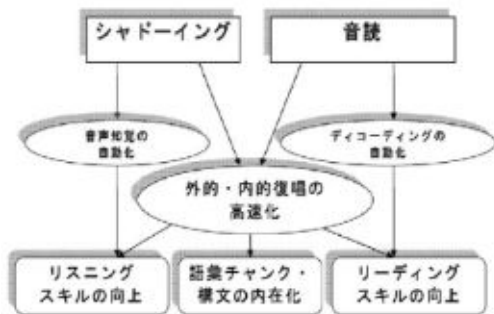 シャドーイング
音読
音声知覚の
自動化
ディコーディングの
自動化
外的・内的復唱の
高速化
リスニング
スキルの向上
語彙チャンク・
構文の内在化
リーディング
スキルの向上